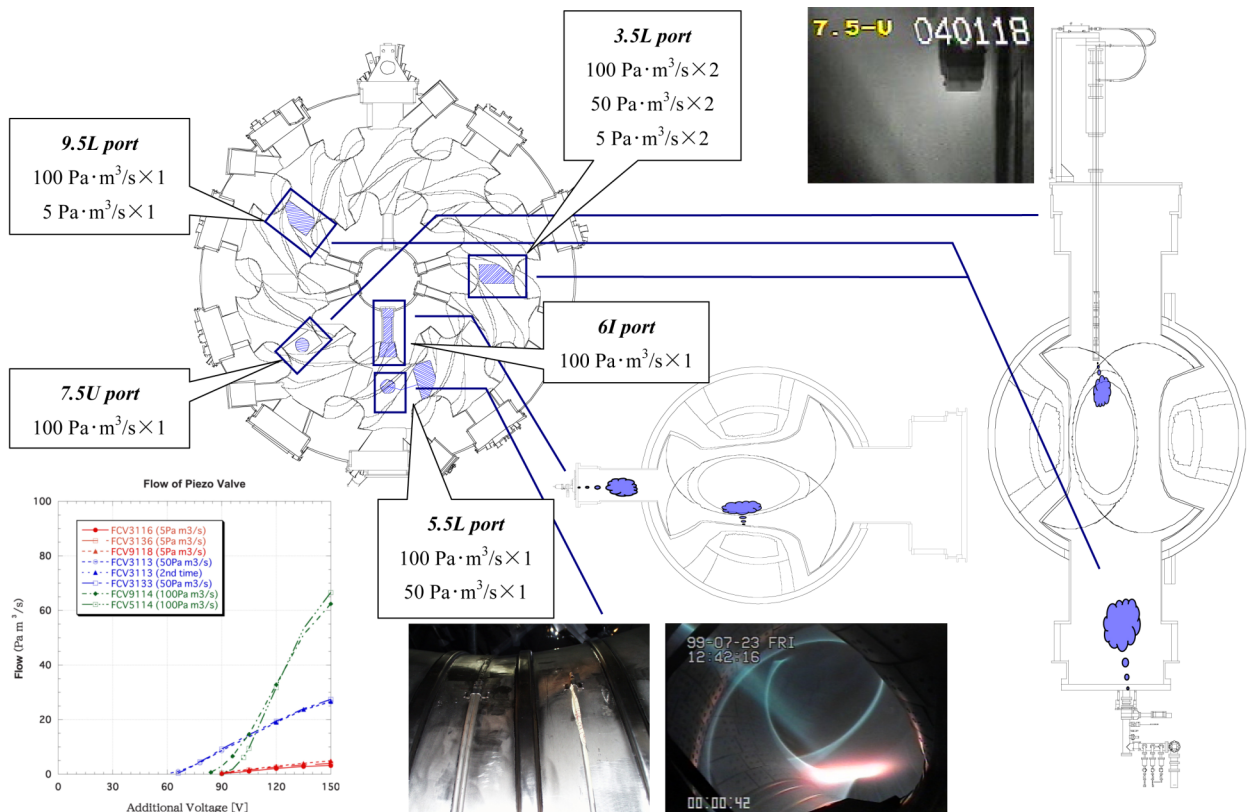 3.5L port
100 Pa·m³/s×2
50 Pa·m³/s×2
5 Pa·m³/s×2
7.5-U 040118
9.5L port
100 Pa·m³/s×1
5 Pa·m³/s×1
6I port
100 Pa·m³/s×1
7.5U port
100 Pa·m³/s×1
5.5L port
100 Pa·m³/s×1
50 Pa·m³/s×1
Flow of Piezo Valve
100
80
60
40
20
0
Flow (Pa m³/s)
FCV3116 (5Pa m3/s)
FCV3136 (5Pa m3/s)
FCV9118 (5Pa m3/s)
FCV3113 (50Pa m3/s)
FCV3113 (2nd time)
FCV3133 (50Pa m3/s)
FCV9114 (100Pa m3/s)
FCV5114 (100Pa m3/s)
0 30 60 90 120 150
Additional Voltage [V]
99-07-23 FRI
12:42:16
00:00:42